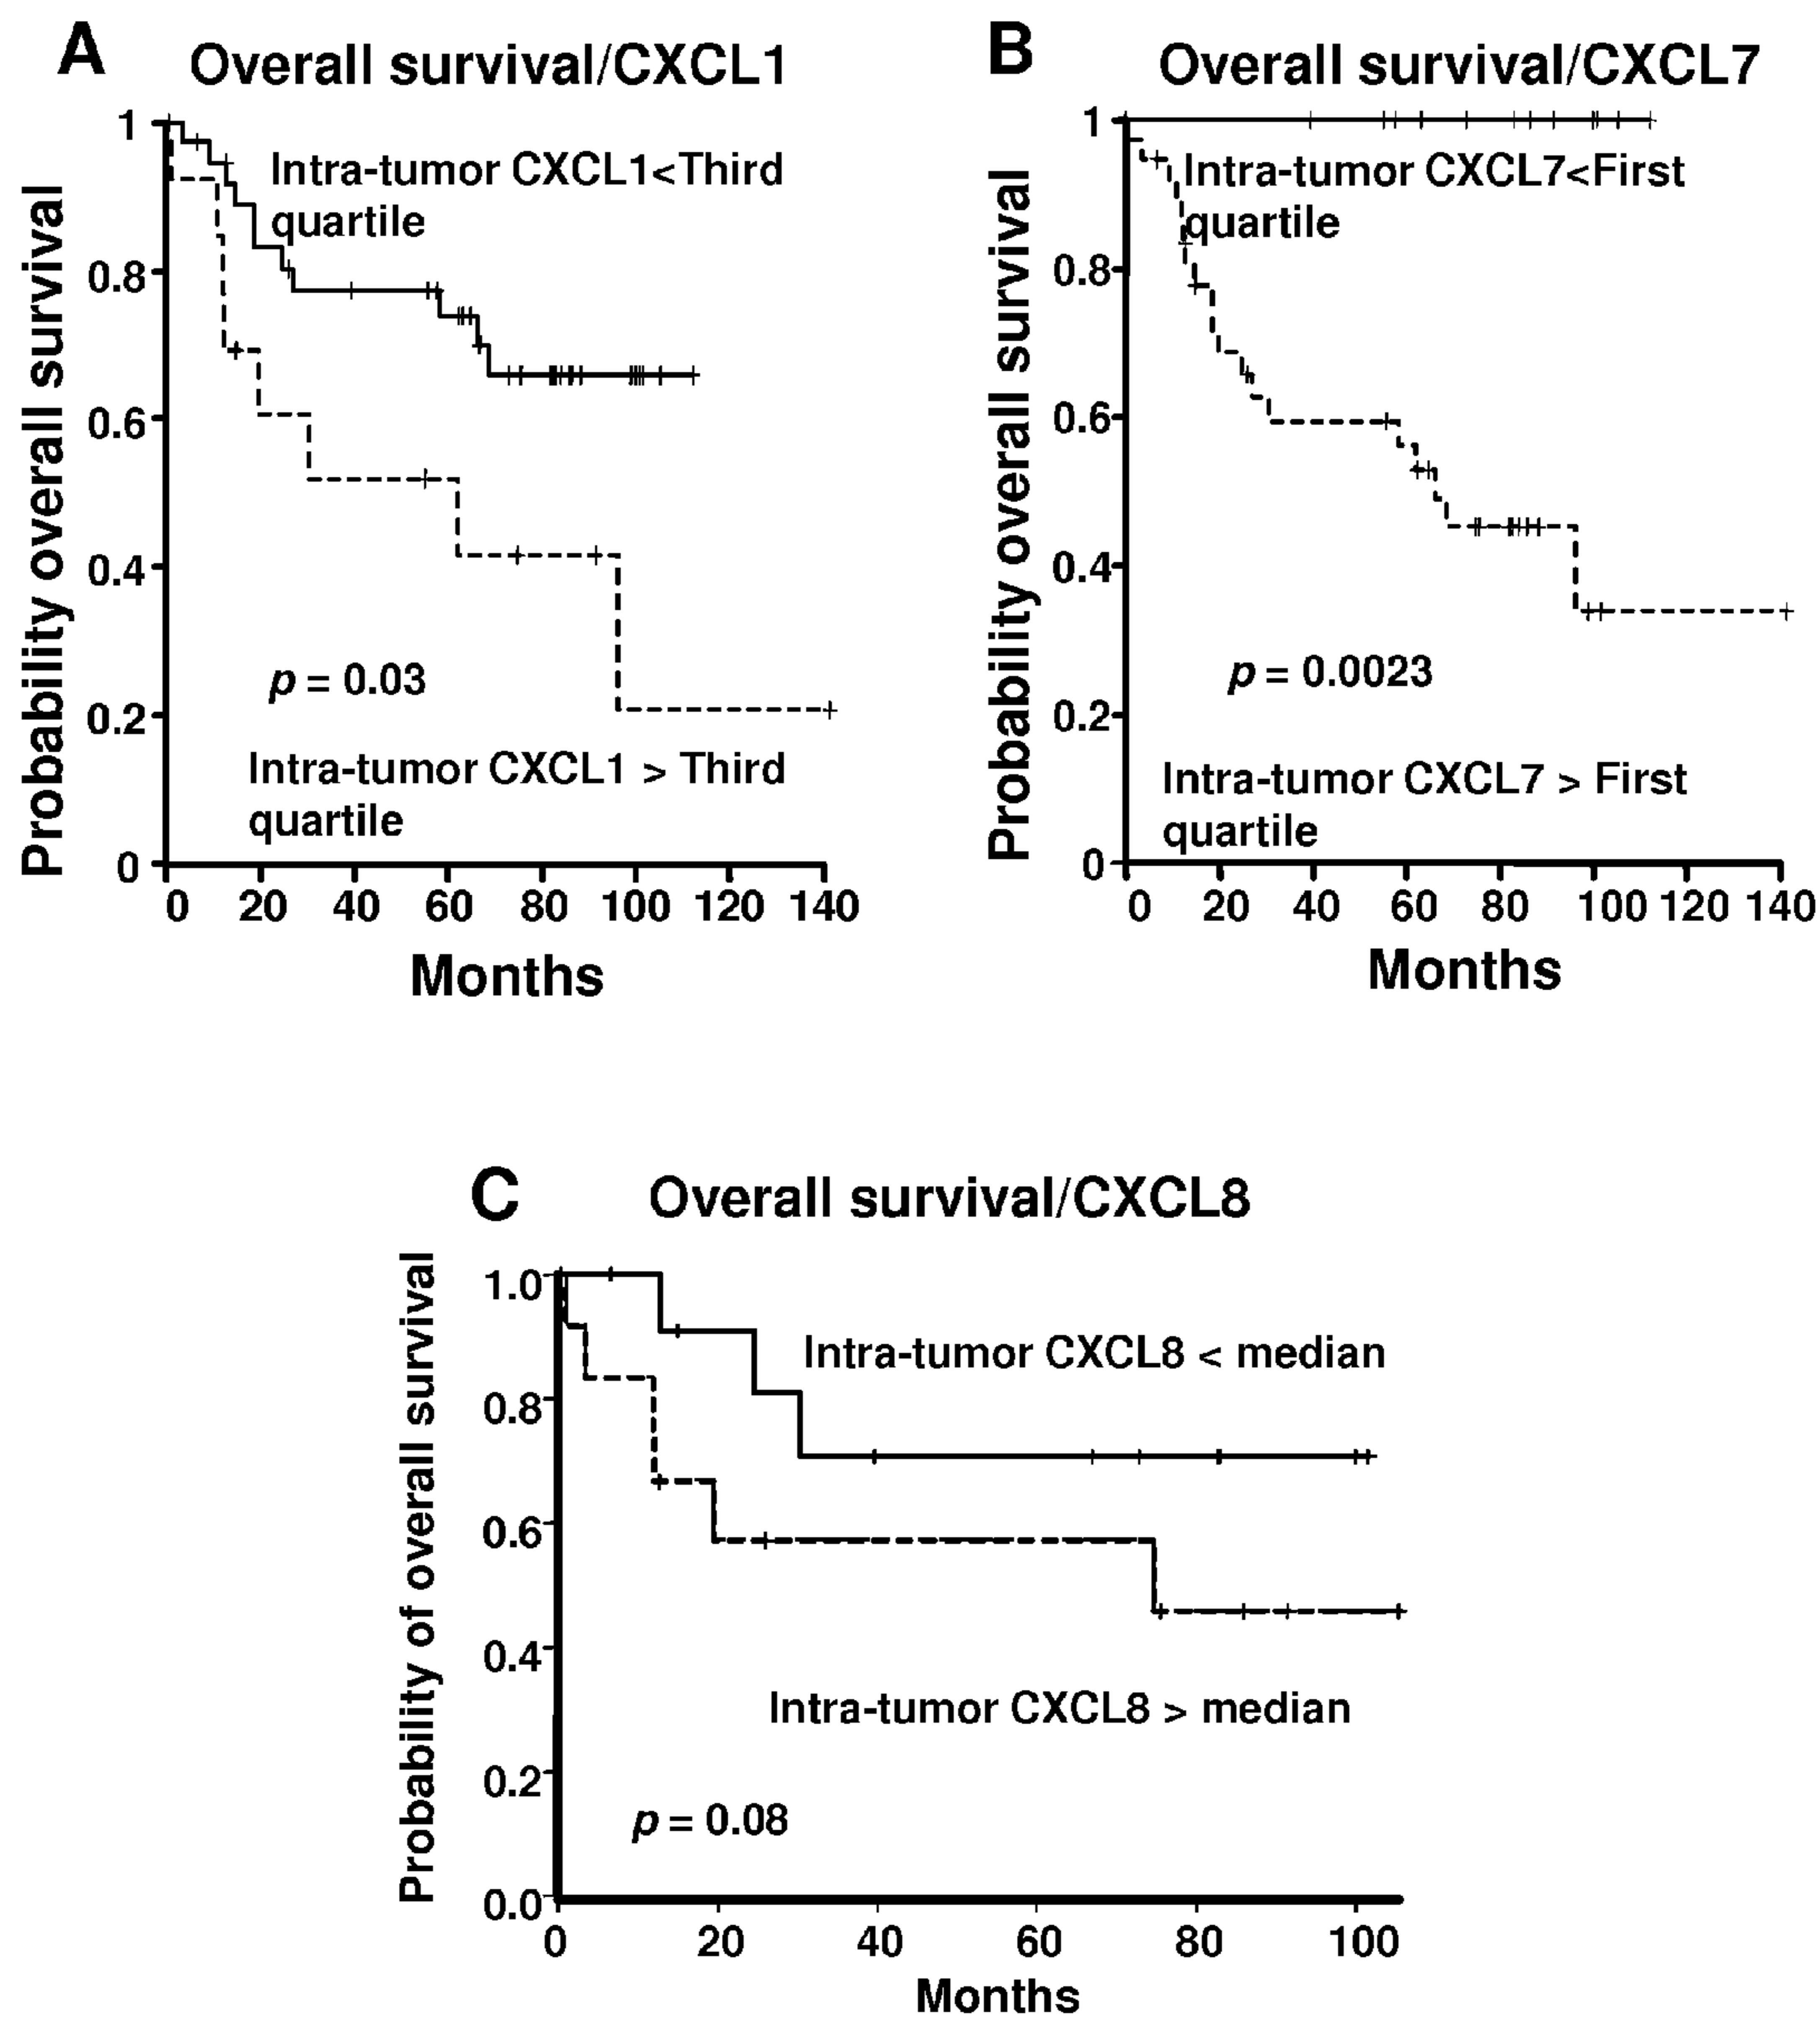 A
Overall survival/CXCL1
Probability overall survival
1
0.8
0.6
0.4
0.2
0
Intra-tumor CXCL1<Third
quartile
p = 0.03
Intra-tumor CXCL1 > Third
quartile
0 20 40 60 80 100 120 140
Months
B
Overall survival/CXCL7
Probability overall survival
1
0.8
0.6
0.4
0.2
0
Intra-tumor CXCL7<First
quartile
p = 0.0023
Intra-tumor CXCL7 > First
quartile
0 20 40 60 80 100 120 140
Months
C
Overall survival/CXCL8
Probability of overall survival
1.0
0.8
0.6
0.4
0.2
0.0
Intra-tumor CXCL8 < median
Intra-tumor CXCL8 > median
p = 0.08
0 20 40 60 80 100
Months